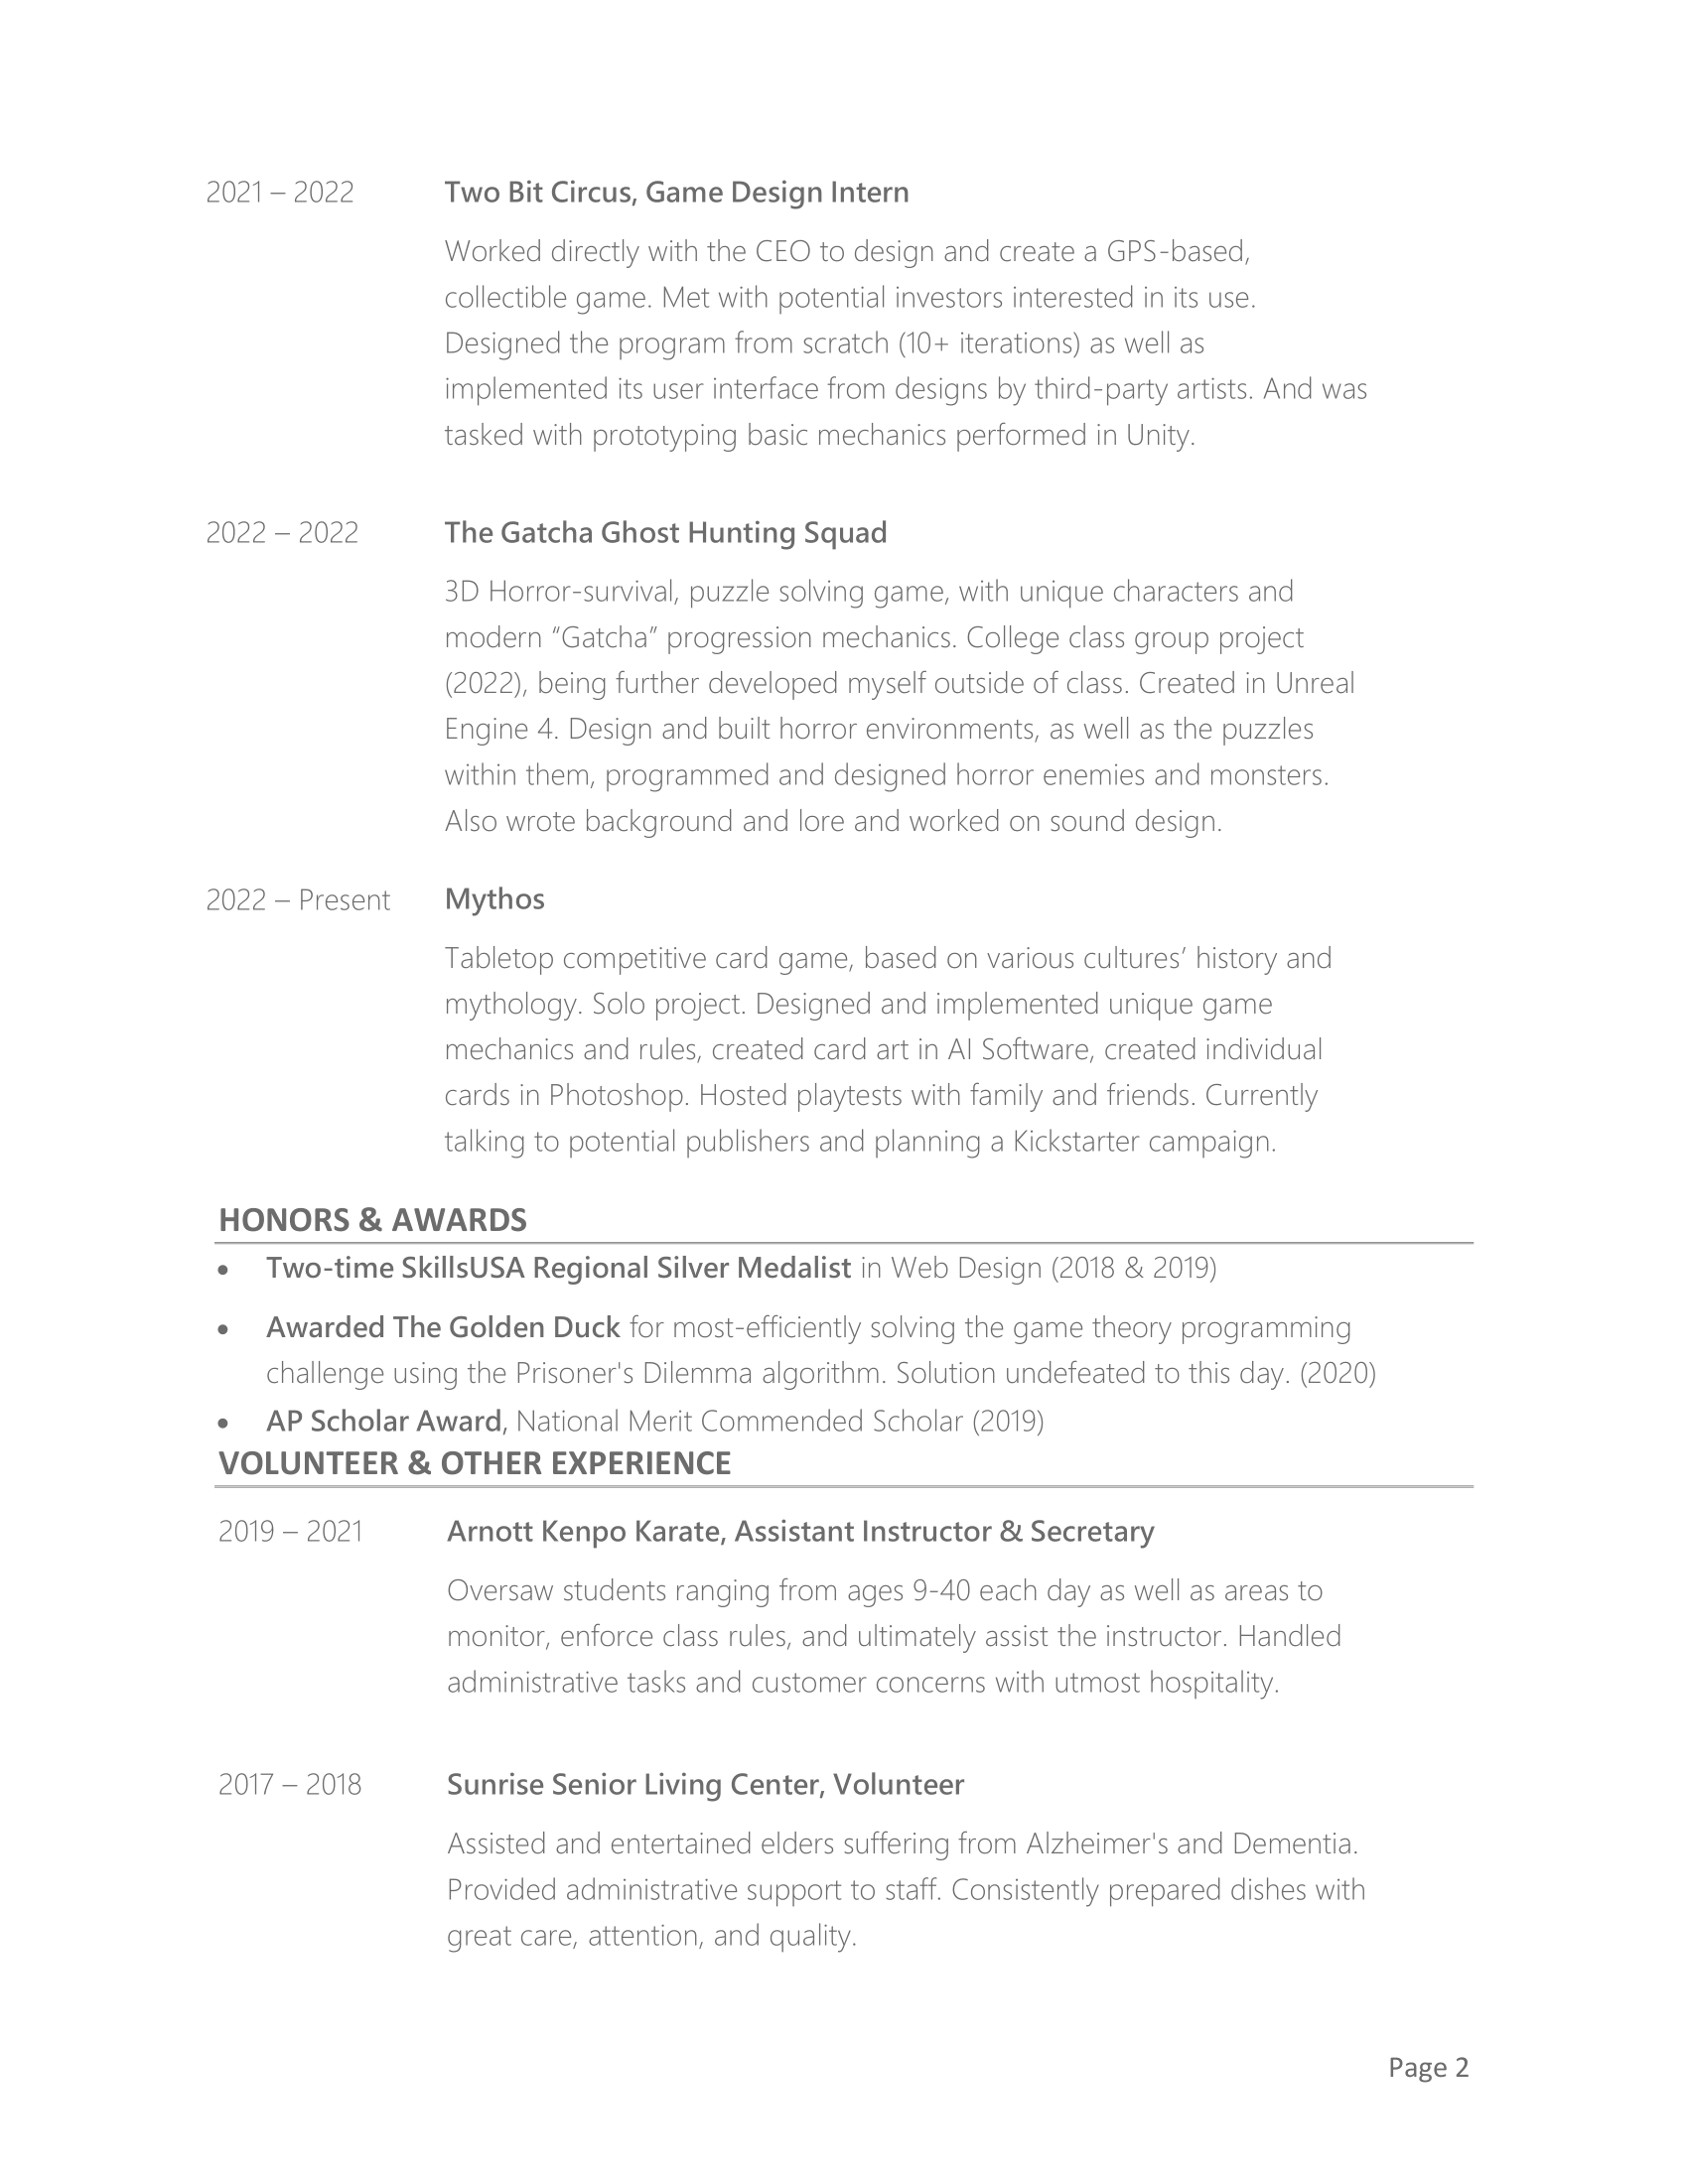 2021 – 2022 Two Bit Circus, Game Design Intern
Worked directly with the CEO to design and create a GPS-based,
collectible game. Met with potential investors interested in its use.
Designed the program from scratch (10+ iterations) as well as
implemented its user interface from designs by third-party artists. And was
tasked with prototyping basic mechanics performed in Unity.
2022 – 2022 The Gatcha Ghost Hunting Squad
3D Horror-survival, puzzle solving game, with unique characters and
modern “Gatcha” progression mechanics. College class group project
(2022), being further developed myself outside of class. Created in Unreal
Engine 4. Design and built horror environments, as well as the puzzles
within them, programmed and designed horror enemies and monsters.
Also wrote background and lore and worked on sound design.
2022 – Present Mythos
Tabletop competitive card game, based on various cultures’ history and
mythology. Solo project. Designed and implemented unique game
mechanics and rules, created card art in AI Software, created individual
cards in Photoshop. Hosted playtests with family and friends. Currently
talking to potential publishers and planning a Kickstarter campaign.
HONORS & AWARDS
• Two-time SkillsUSA Regional Silver Medalist in Web Design (2018 & 2019)
• Awarded The Golden Duck for most-efficiently solving the game theory programming
challenge using the Prisoner's Dilemma algorithm. Solution undefeated to this day. (2020)
• AP Scholar Award, National Merit Commended Scholar (2019)
VOLUNTEER & OTHER EXPERIENCE
2019 – 2021 Arnott Kenpo Karate, Assistant Instructor & Secretary
Oversaw students ranging from ages 9-40 each day as well as areas to
monitor, enforce class rules, and ultimately assist the instructor. Handled
administrative tasks and customer concerns with utmost hospitality.
2017 – 2018 Sunrise Senior Living Center, Volunteer
Assisted and entertained elders suffering from Alzheimer's and Dementia.
Provided administrative support to staff. Consistently prepared dishes with
great care, attention, and quality.
Page 2